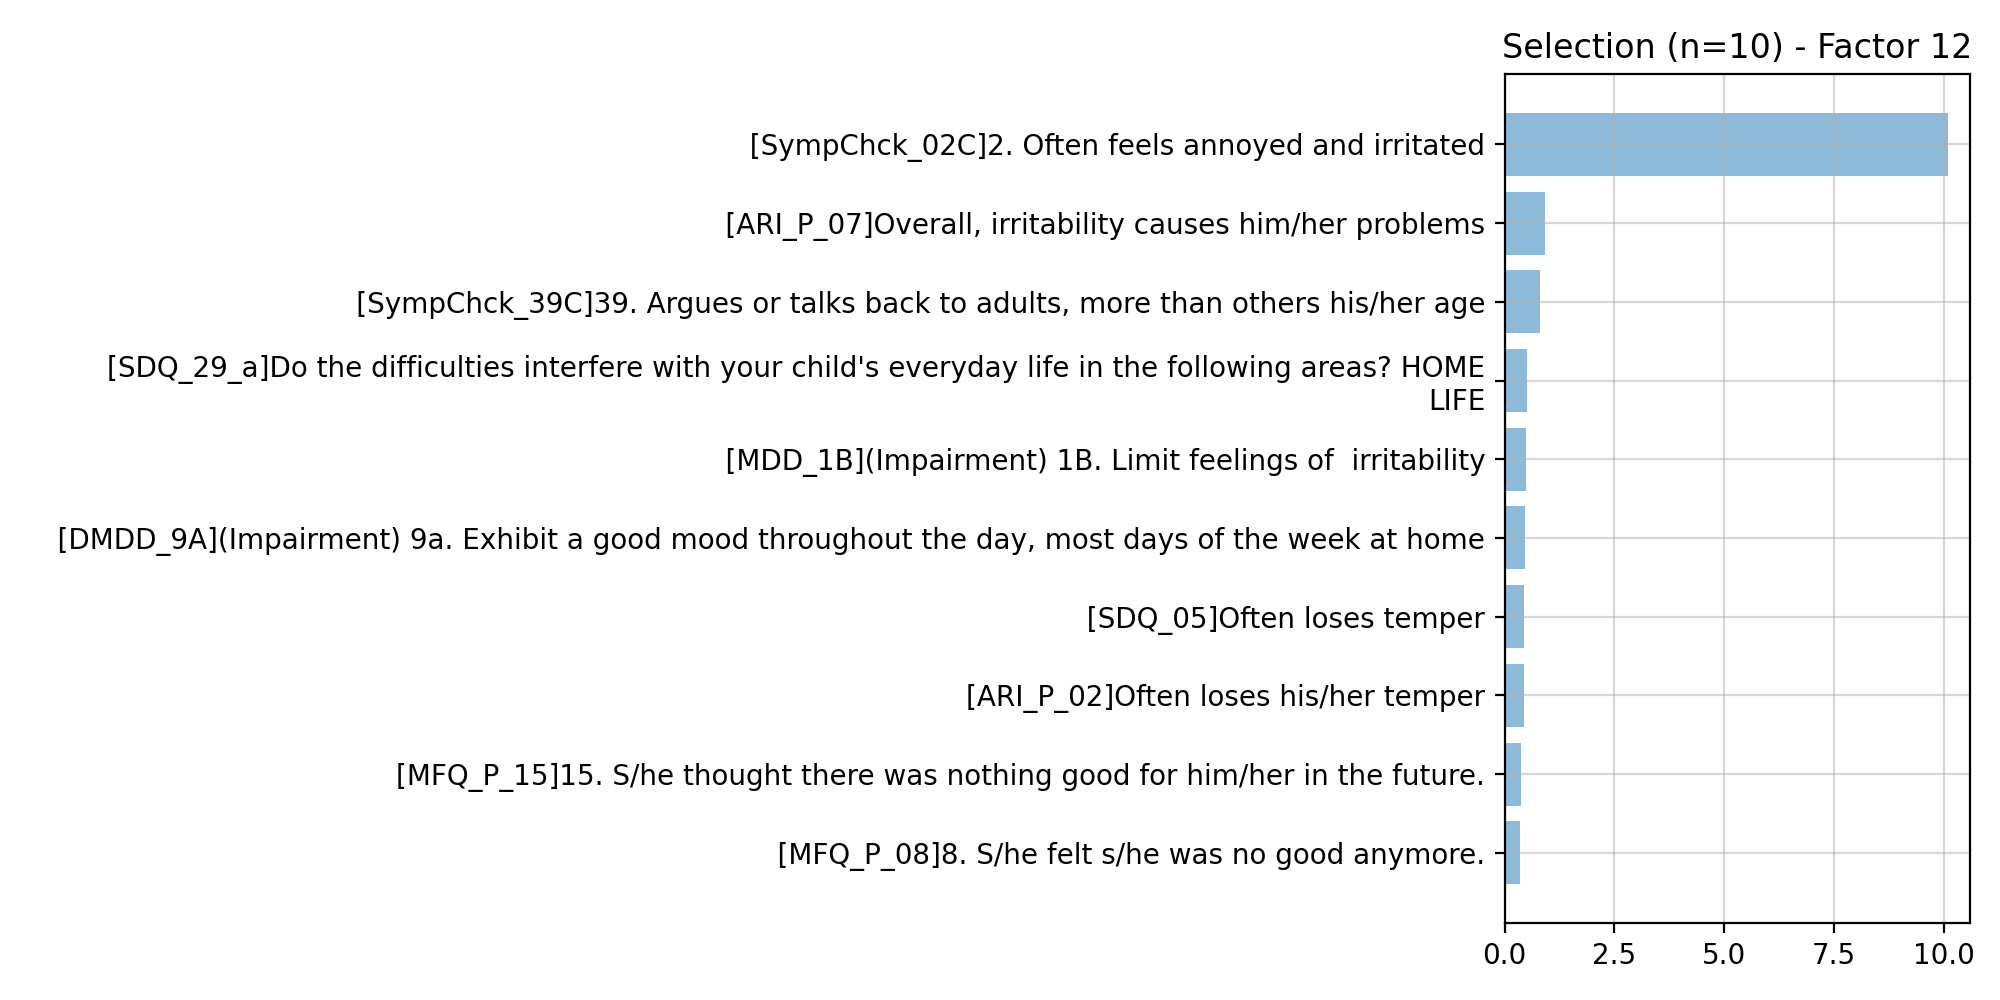 Selection (n=10) - Factor 12
[SympChck_02C]2. Often feels annoyed and irritated
[ARI_P_07]Overall, irritability causes him/her problems
[SympChck_39C]39. Argues or talks back to adults, more than others his/her age
[SDQ_29_a]Do the difficulties interfere with your child's everyday life in the following areas? HOME
LIFE
[MDD_1B](Impairment) 1B. Limit feelings of  irritability
[DMDD_9A](Impairment) 9a. Exhibit a good mood throughout the day, most days of the week at home
[SDQ_05]Often loses temper
[ARI_P_02]Often loses his/her temper
[MFQ_P_15]15. S/he thought there was nothing good for him/her in the future.
[MFQ_P_08]8. S/he felt s/he was no good anymore.
0.0 2.5 5.0 7.5 10.0